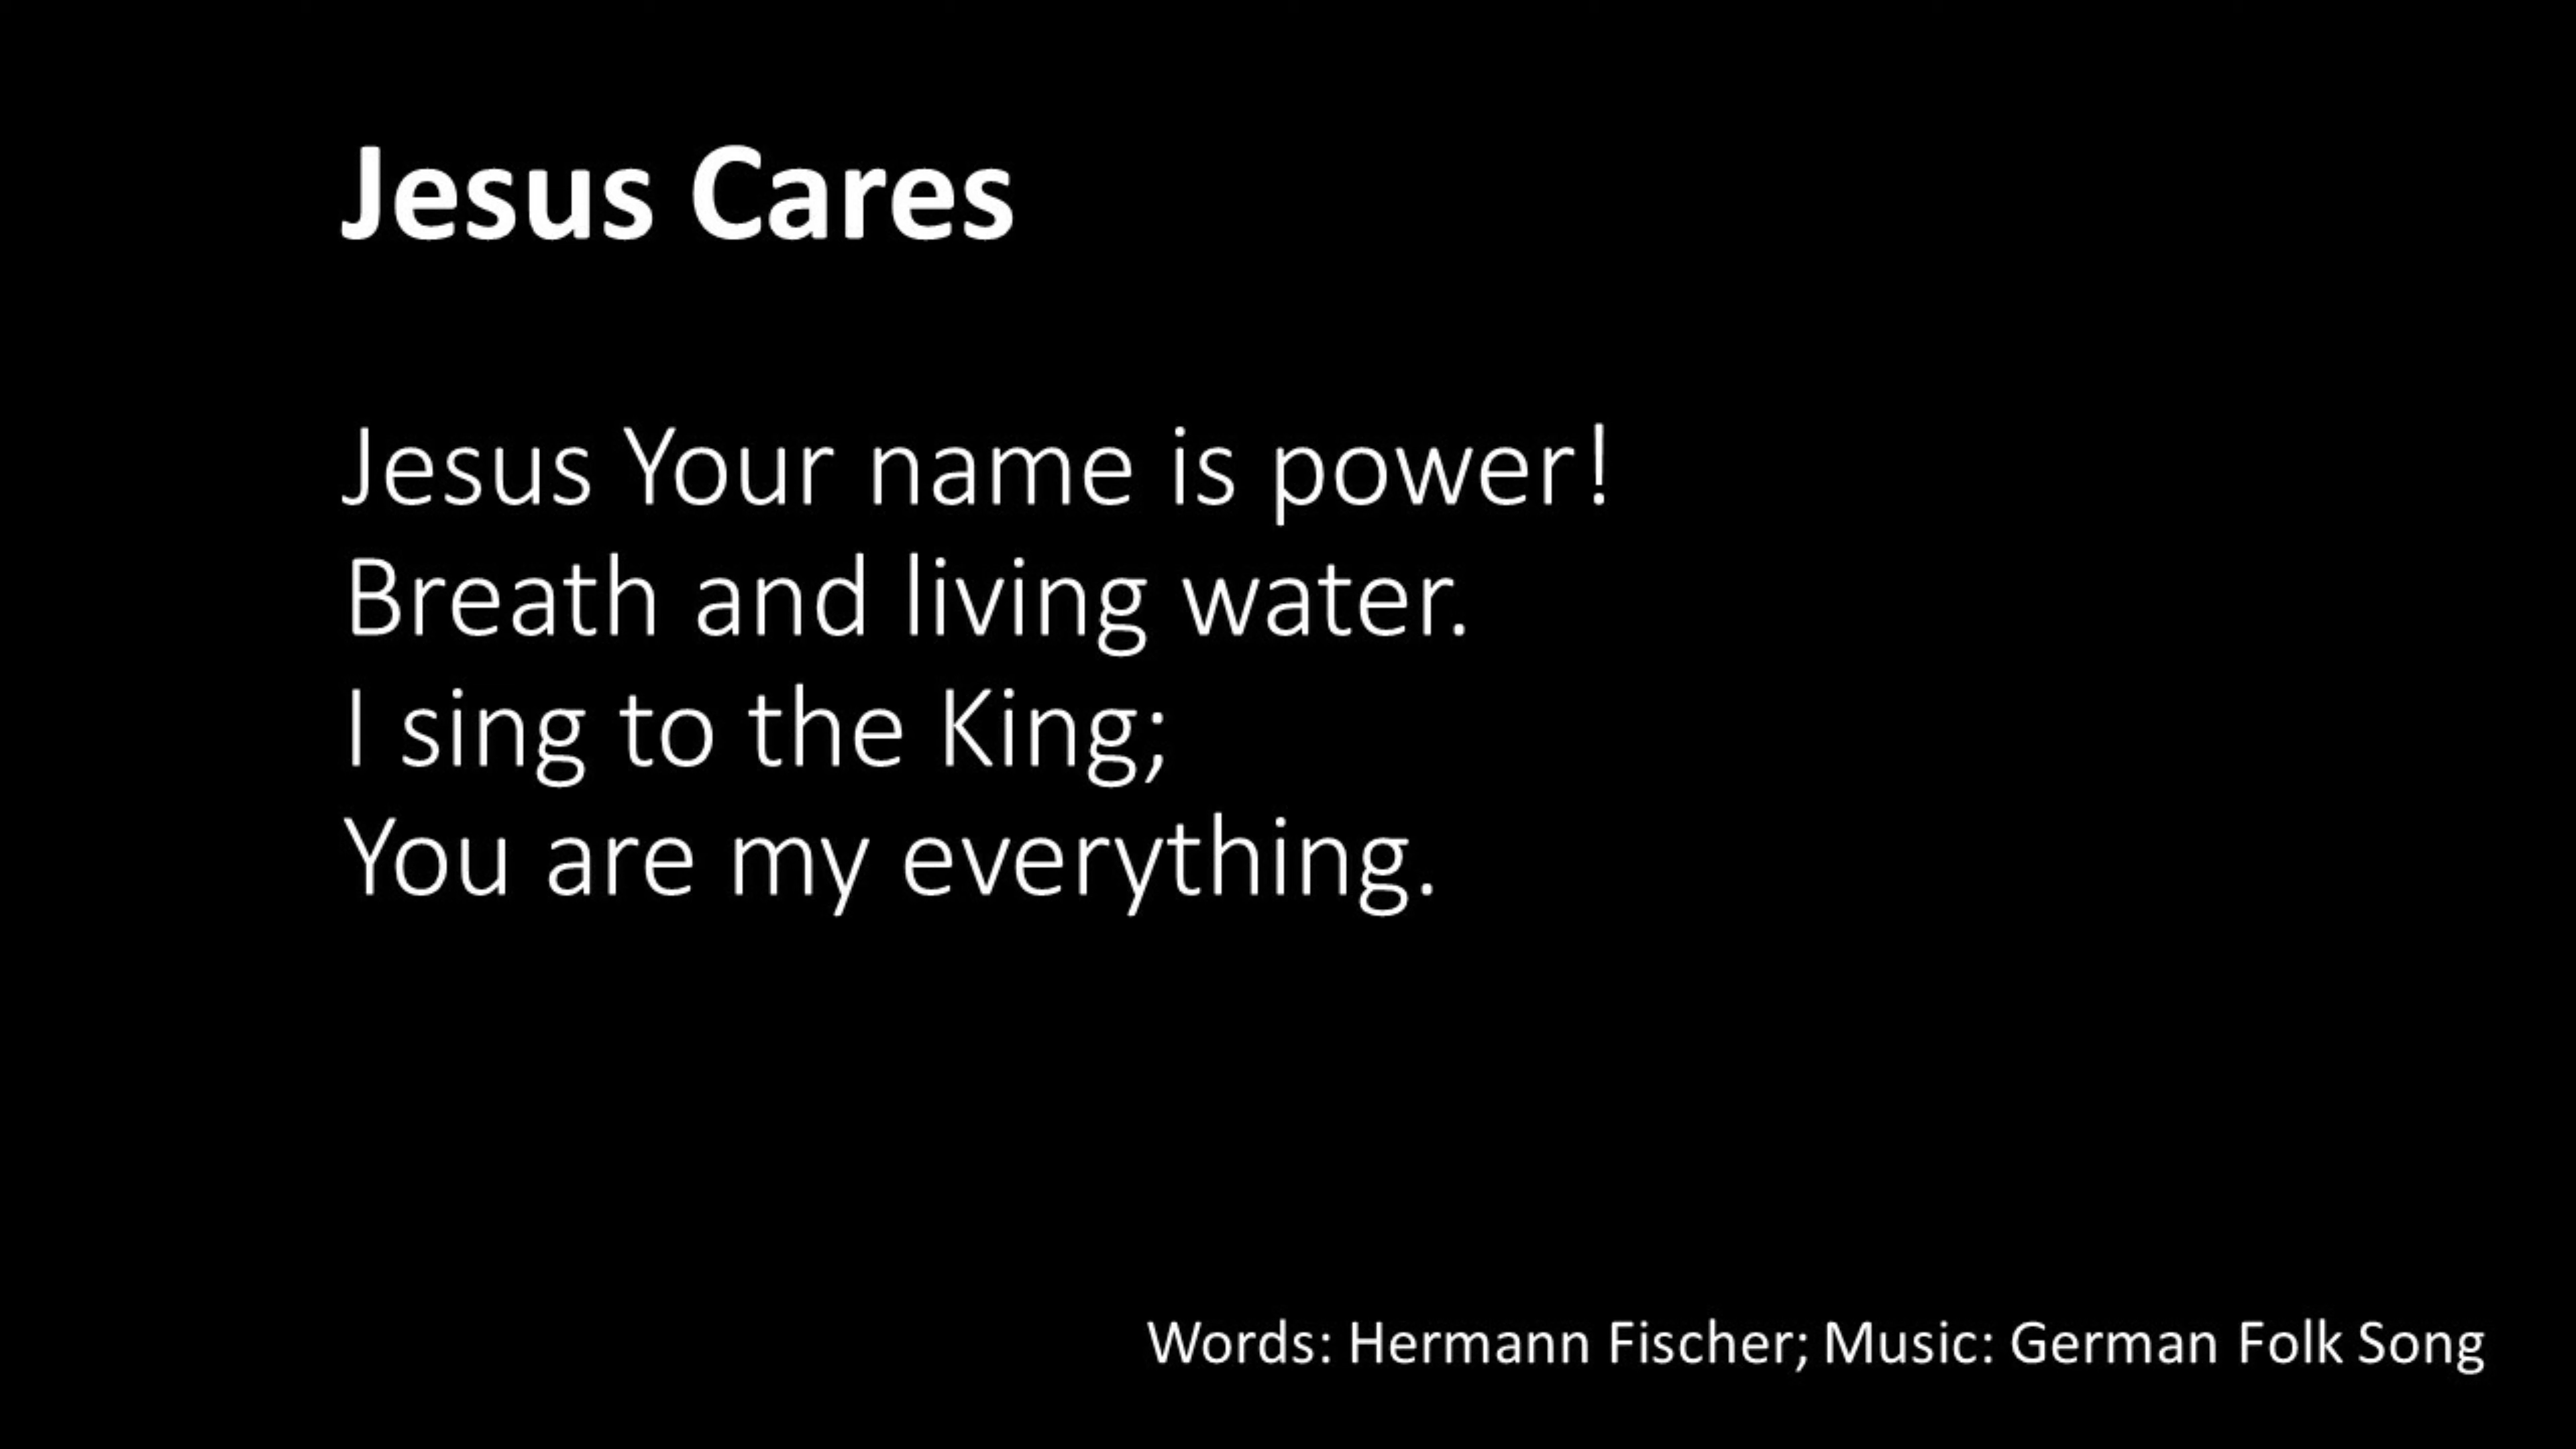 Jesus Cares
Jesus Your name is power!
Breath and living water.
I sing to the King;
You are my everything.
Words: Hermann Fischer; Music: German Folk Song